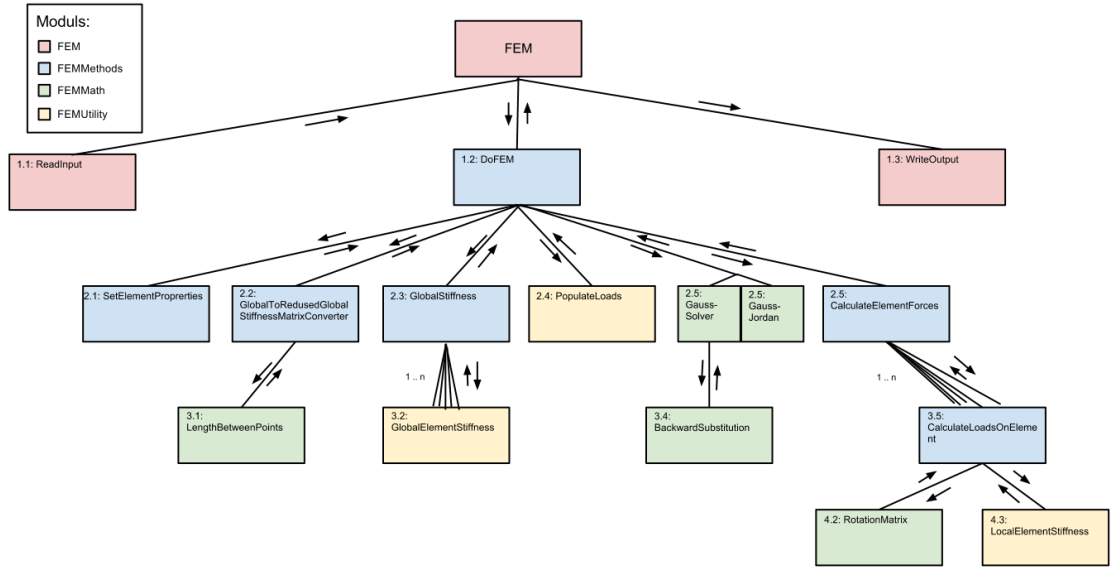 Moduls:
FEM
FEMMethods
FEMMath
FEMUtility
FEM
1.1: ReadInput
1.2: DoFEM
1.3: WriteOutput
2.1: SetElementProprerties
2.2:
GlobalToRedusedGlobal
StiffnessMatrixConverter
2.3: GlobalStiffness
2.4: PopulateLoads
2.5:
Gauss-
Solver
2.5:
Gauss-
Jordan
2.5:
CalculateElementForces
1 .. n
1 .. n
3.1:
LengthBetweenPoints
3.2:
GlobalElementStiffness
3.4:
BackwardSubstitution
3.5:
CalculateLoadsOnEleme
nt
4.2: RotationMatrix
4.3:
LocalElementStiffness